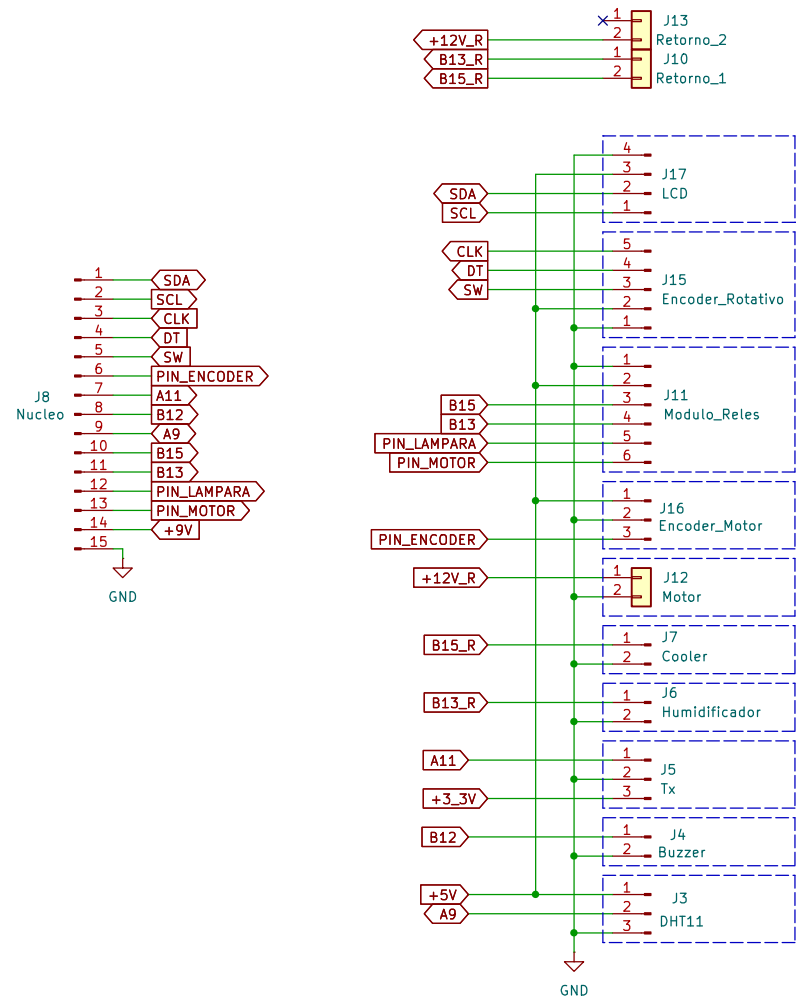 1 J13
+12V_R 2 Retorno_2
B13_R 1 J10
B15_R 2 Retorno_1
4
3 J17
SDA 2 LCD
SCL 1
CLK 5
DT 4
SW 3
2
1
J15
Encoder_Rotativo
1 SDA
2 SCL
3 CLK
4 DT
5 SW
6 PIN_ENCODER
7 A11
8 B12
9 A9
10 B15
11 B13
12 PIN_LAMPARA
13 PIN_MOTOR
14 +9V
15
J8
Nucleo
GND
1
2
B15 3
B13 4
PIN_LAMPARA 5
PIN_MOTOR 6
J11
Modulo_Reles
1
2
PIN_ENCODER 3
J16
Encoder_Motor
+12V_R 1 J12
2 Motor
B15_R 1 J7
2 Cooler
B13_R 1 J6
2 Humidificador
A11 1
2
+3_3V 3
J5
Tx
B12 1 J4
2 Buzzer
+5V 1
A9 2
3
J3
DHT11
GND